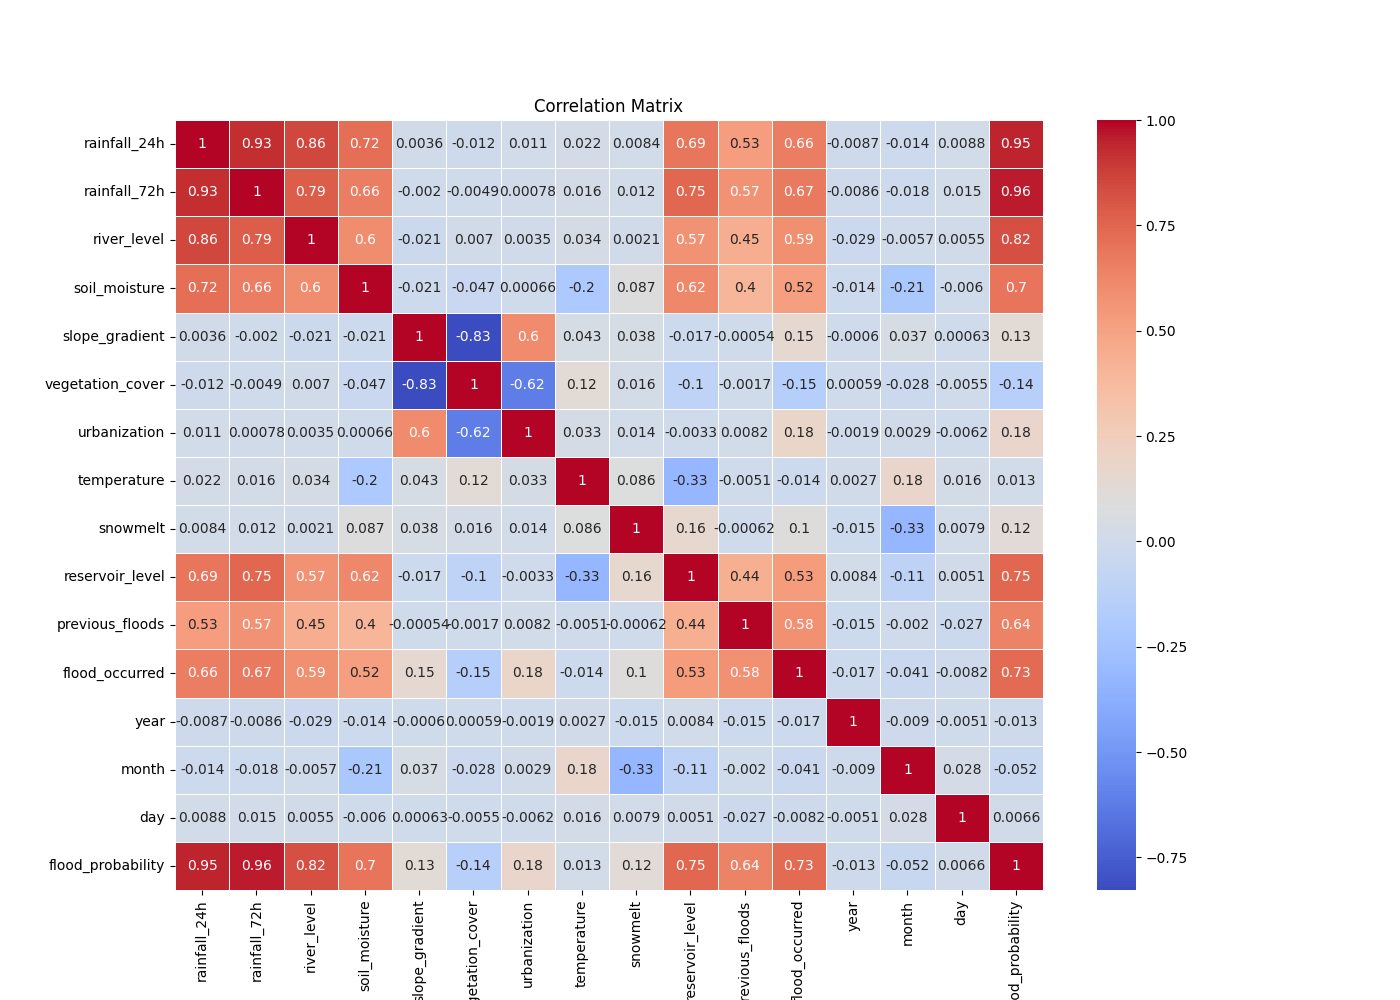 Correlation Matrix
rainfall_24h 1 0.93 0.86 0.72 0.0036 -0.012 0.011 0.022 0.0084 0.69 0.53 0.66 -0.0087 -0.014 0.0088 0.95
rainfall_72h 0.93 1 0.79 0.66 -0.002 -0.0049 0.00078 0.016 0.012 0.75 0.57 0.67 -0.0086 -0.018 0.015 0.96
river_level 0.86 0.79 1 0.6 -0.021 0.007 0.0035 0.034 0.0021 0.57 0.45 0.59 -0.029 -0.0057 0.0055 0.82
soil_moisture 0.72 0.66 0.6 1 -0.021 -0.047 0.00066 -0.2 0.087 0.62 0.4 0.52 -0.014 -0.21 -0.006 0.7
slope_gradient 0.0036 -0.002 -0.021 -0.021 1 -0.83 0.6 0.043 0.038 -0.017 -0.00054 0.15 -0.0006 0.037 0.00063 0.13
vegetation_cover -0.012 -0.0049 0.007 -0.047 -0.83 1 -0.62 0.12 0.016 -0.1 -0.0017 -0.15 0.00059 -0.028 -0.0055 -0.14
urbanization 0.011 0.00078 0.0035 0.00066 0.6 -0.62 1 0.033 0.014 -0.0033 0.0082 0.18 -0.0019 0.0029 -0.0062 0.18
temperature 0.022 0.016 0.034 -0.2 0.043 0.12 0.033 1 0.086 -0.33 -0.0051 -0.014 0.0027 0.18 0.016 0.013
snowmelt 0.0084 0.012 0.0021 0.087 0.038 0.016 0.014 0.086 1 0.16 -0.00062 0.1 -0.015 -0.33 0.0079 0.12
reservoir_level 0.69 0.75 0.57 0.62 -0.017 -0.1 -0.0033 -0.33 0.16 1 0.44 0.53 0.0084 -0.11 0.0051 0.75
previous_floods 0.53 0.57 0.45 0.4 -0.00054 -0.0017 0.0082 -0.0051 -0.00062 0.44 1 0.58 -0.015 -0.002 -0.027 0.64
flood_occurred 0.66 0.67 0.59 0.52 0.15 -0.15 0.18 -0.014 0.1 0.53 0.58 1 -0.017 -0.041 -0.0082 0.73
year -0.0087 -0.0086 -0.029 -0.014 -0.0006 0.00059 -0.0019 0.0027 -0.015 0.0084 -0.015 -0.017 1 -0.009 -0.0051 -0.013
month -0.014 -0.018 -0.0057 -0.21 0.037 -0.028 0.0029 0.18 -0.33 -0.11 -0.002 -0.041 -0.009 1 0.028 -0.052
day 0.0088 0.015 0.0055 -0.006 0.00063 -0.0055 -0.0062 0.016 0.0079 0.0051 -0.027 -0.0082 -0.0051 0.028 1 0.0066
flood_probability 0.95 0.96 0.82 0.7 0.13 -0.14 0.18 0.013 0.12 0.75 0.64 0.73 -0.013 -0.052 0.0066 1
rainfall_24h
rainfall_72h
river_level
soil_moisture
slope_gradient
getation_cover
urbanization
temperature
snowmelt
reservoir_level
revious_floods
flood_occurred
year
month
day
od_probability
1.00
0.75
0.50
0.25
0.00
−0.25
−0.50
−0.75